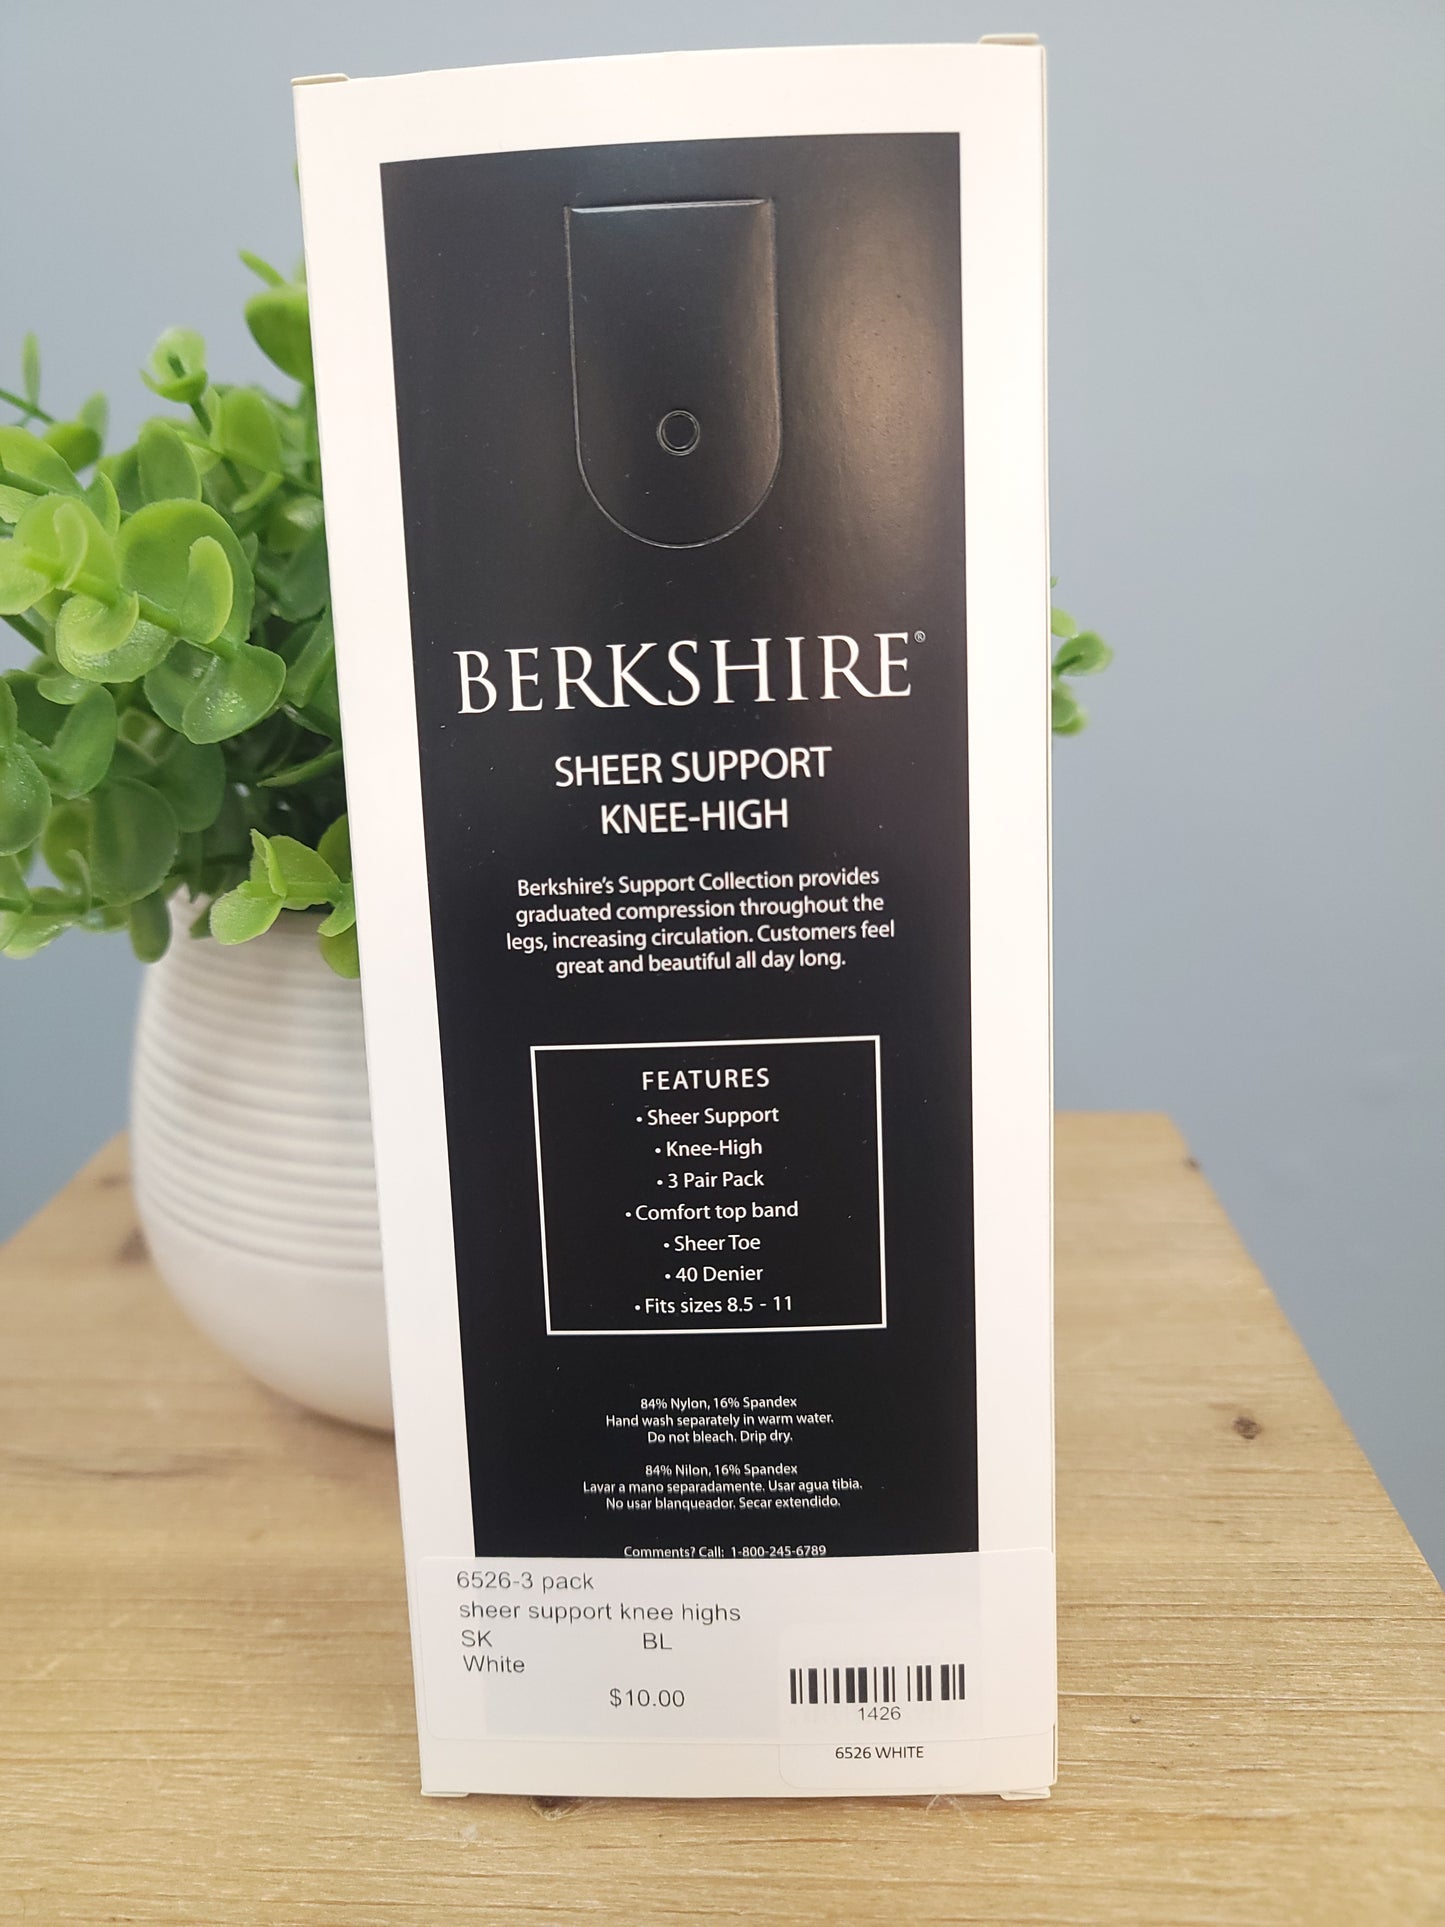 BERKSHIRE®
SHEER SUPPORT
KNEE-HIGH
Berkshire's Support Collection provides
graduated compression throughout the
legs, increasing circulation. Customers feel
great and beautiful all day long.
FEATURES
• Sheer Support
• Knee-High
• 3 Pair Pack
• Comfort top band
• Sheer Toe
• 40 Denier
• Fits sizes 8.5 - 11
84% Nylon, 16% Spandex
Hand wash separately in warm water.
Do not bleach. Drip dry.
84% Nilon, 16% Spandex
Lavar a mano separadamente. Usar agua tibia.
No usar blanqueador. Secar extendido.
Comments? Call: 1-800-245-6789
6526-3 pack
sheer support knee highs
SK BL
White
$10.00
1426
6526 WHITE